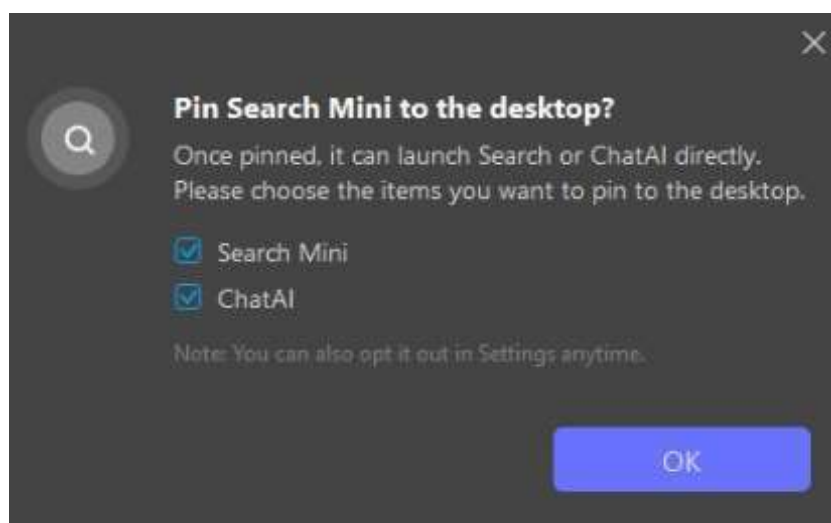 Pin Search Mini to the desktop?
Once pinned, it can launch Search or ChatAI directly.
Please choose the items you want to pin to the desktop.
Search Mini
ChatAI
Note: You can also opt it out in Settings anytime.
OK